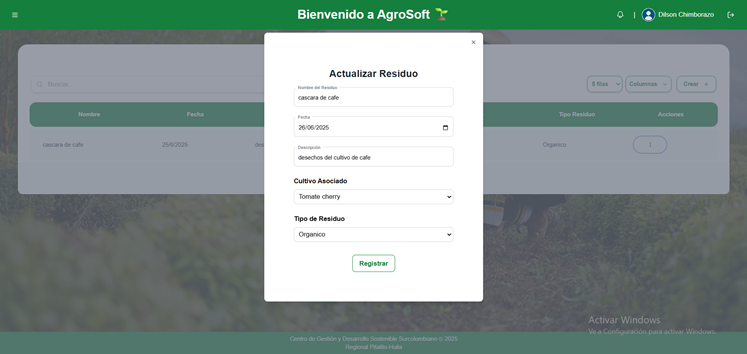 Bienvenido a AgroSoft
| Dilson Chimborazo
×
Actualizar Residuo
Buscar
5 filas
Columnas
Crear +
Nombre del Residuo
cascara de cafe
Nombre
Fecha
Tipo Residuo
Acciones
Fecha
26/06/2025
cascara de cafe
25/6/2025
des
Organico
Descripción
desechos del cultivo de cafe
Cultivo Asociado
Tomate cherry
Tipo de Residuo
Organico
Registrar
Activar Windows
Ve a Configuración para activar Windows.
Centro de Gestión y Desarrollo Sostenible Surcolombiano © 2025
Regional Pitalito-Huila